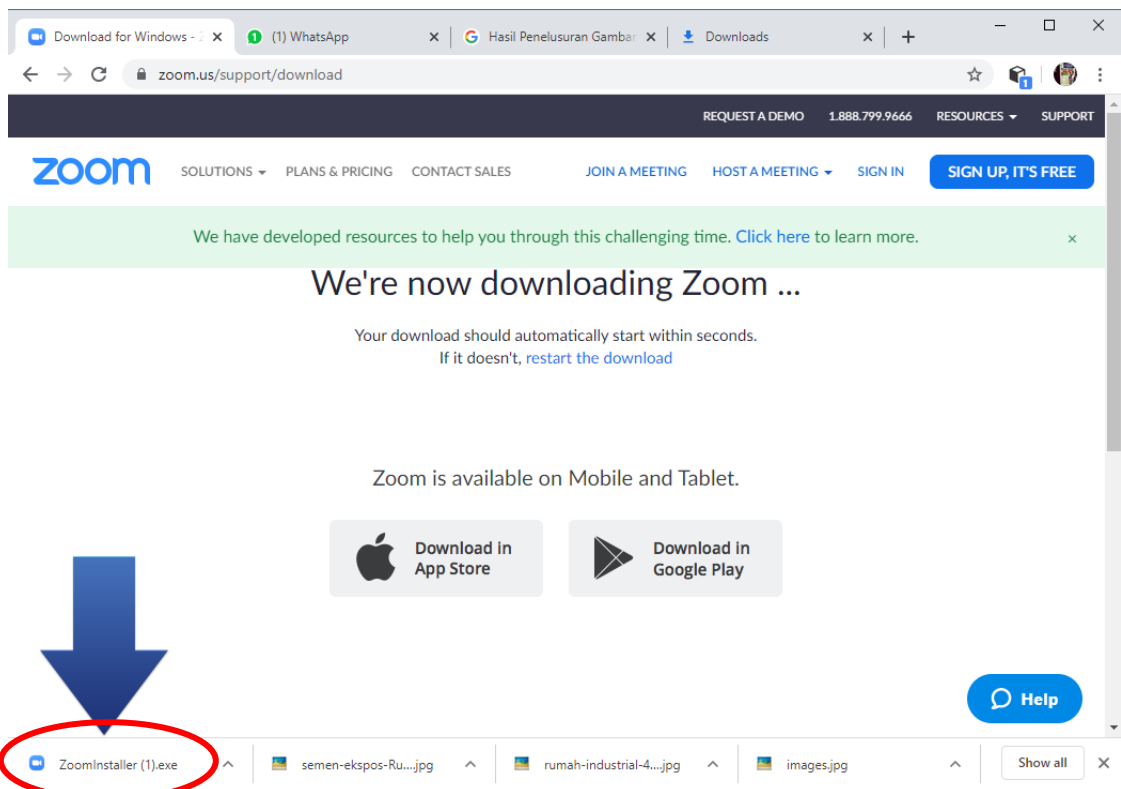 Download for Windows - Z
(1) WhatsApp
Hasil Penelusuran Gambar
Downloads
zoom.us/support/download
1
REQUEST A DEMO 1.888.799.9666 RESOURCES SUPPORT
zoom SOLUTIONS PLANS & PRICING CONTACT SALES JOIN A MEETING HOST A MEETING SIGN IN SIGN UP, IT'S FREE
We have developed resources to help you through this challenging time. Click here to learn more.
We're now downloading Zoom ...
Your download should automatically start within seconds.
If it doesn't, restart the download
Zoom is available on Mobile and Tablet.
Download in
App Store
Download in
Google Play
Help
ZoomInstaller (1).exe
semen-ekspos-Ru....jpg
rumah-industrial-4....jpg
images.jpg
Show all